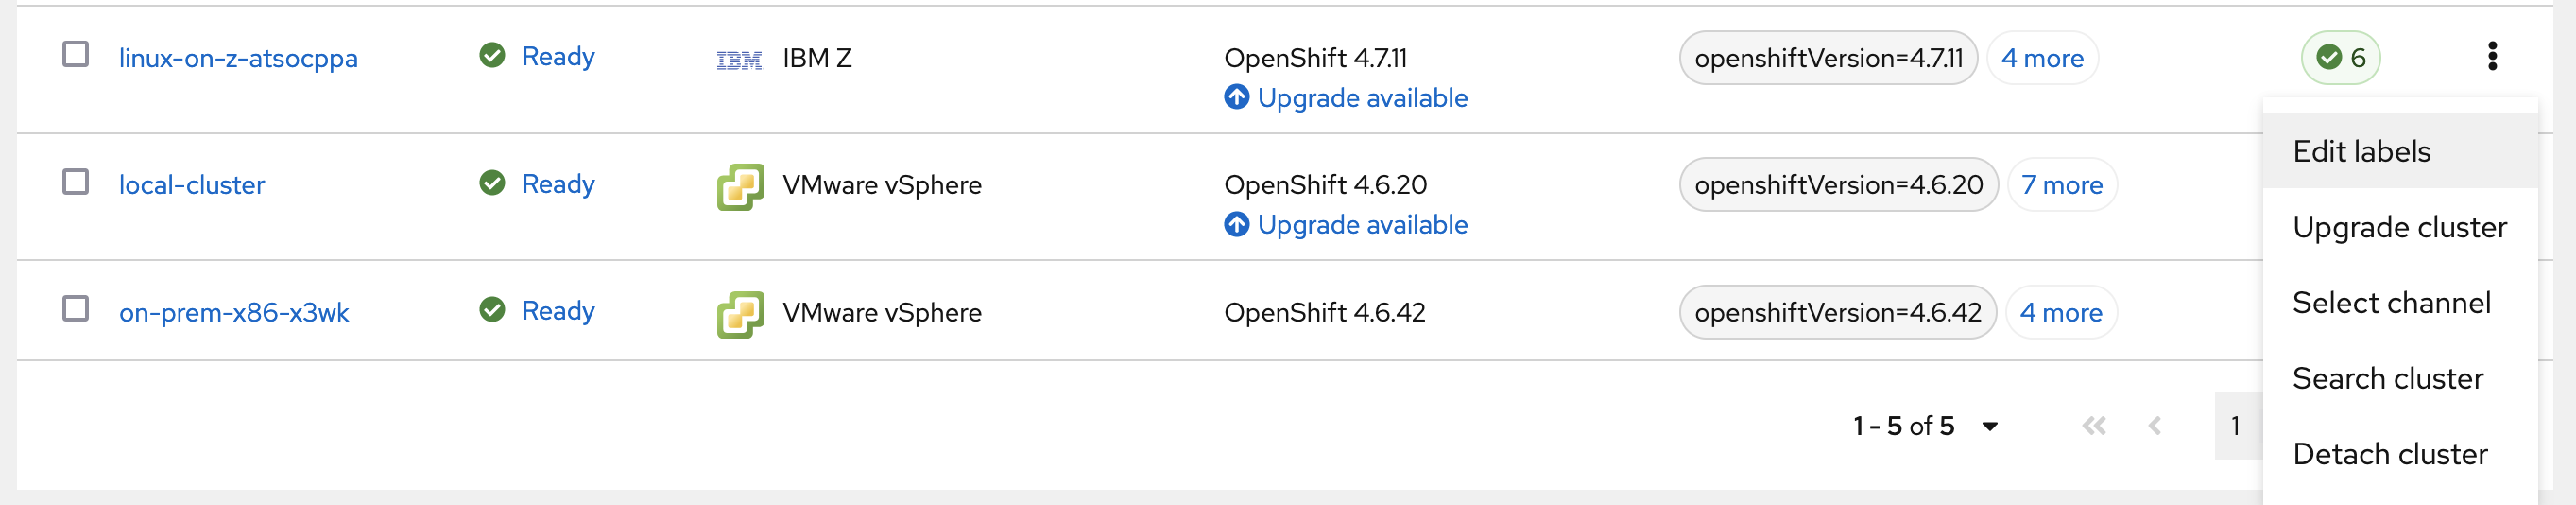 linux-on-z-atsocppa Ready IBM IBM Z OpenShift 4.7.11 openshiftVersion=4.7.11 4 more 6
Upgrade available
Edit labels
local-cluster Ready VMware vSphere OpenShift 4.6.20 openshiftVersion=4.6.20 7 more
Upgrade available
Upgrade cluster
Select channel
on-prem-x86-x3wk Ready VMware vSphere OpenShift 4.6.42 openshiftVersion=4.6.42 4 more
Search cluster
1 - 5 of 5 1
Detach cluster